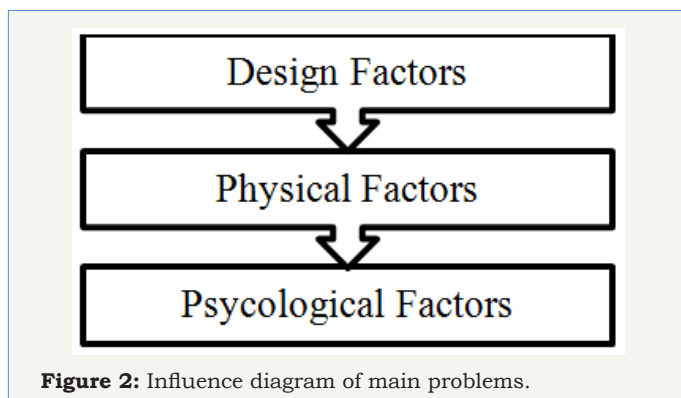 Design Factors
Physical Factors
Psycological Factors
Figure 2: Influence diagram of main problems.